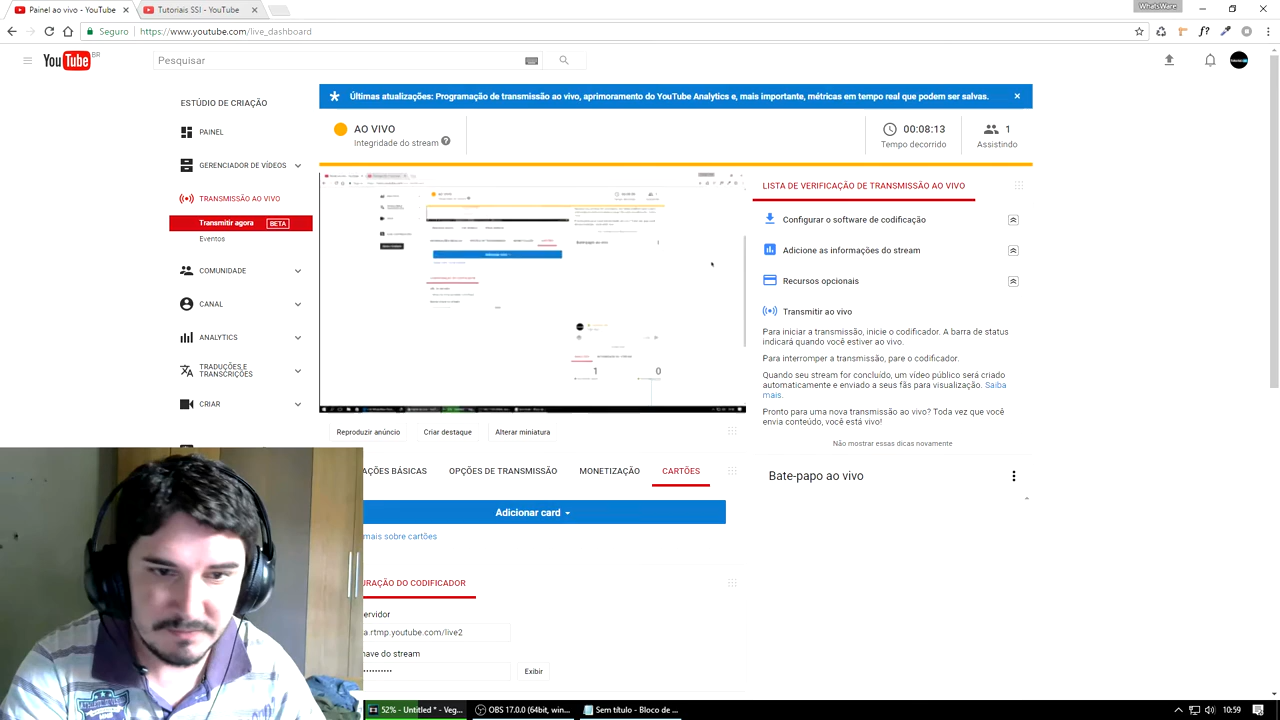 WhatsWare
Painel ao vivo - YouTube
Tutoriais SSI - YouTube
Seguro
https://www.youtube.com/live_dashboard
YouTube BR
Pesquisar
ESTÚDIO DE CRIAÇÃO
PAINEL
GERENCIADOR DE VÍDEOS
TRANSMISSÃO AO VIVO
Transmitir agora BETA
Eventos
COMUNIDADE
CANAL
ANALYTICS
TRADUÇÕES E
TRANSCRIÇÕES
CRIAR
Últimas atualizações: Programação de transmissão ao vivo, aprimoramento do YouTube Analytics e, mais importante, métricas em tempo real que podem ser salvas.
AO VIVO
Integridade do stream
00:08:13
Tempo decorrido
1
Assistindo
Reproduzir anúncio
Criar destaque
Alterar miniatura
AÇÕES BÁSICAS
OPÇÕES DE TRANSMISSÃO
MONETIZAÇÃO
CARTÕES
Adicionar card
mais sobre cartões
URAÇÃO DO CODIFICADOR
ervidor
a.rtmp.youtube.com/live2
have do stream
Exibir
LISTA DE VERIFICAÇÃO DE TRANSMISSÃO AO VIVO
Configurar o software de codificação
Adicione as informações do stream
Recursos opcionais
Transmitir ao vivo
Para iniciar a transmissão, inicie o codificador. A barra de status
indicará quando você estiver ao vivo.
Para interromper a transmissão, pare o codificador.
Quando seu stream for concluído, um vídeo público será criado
automaticamente e enviado a seus fãs para visualização. Saiba
mais.
Pronto para uma nova transmissão ao vivo? Toda vez que você
envia conteúdo, você está vivo!
Não mostrar essas dicas novamente
Bate-papo ao vivo
52% - Untitled * - Veg...
OBS 17.0.0 (64bit, win...
Sem título - Bloco de ...
10:59